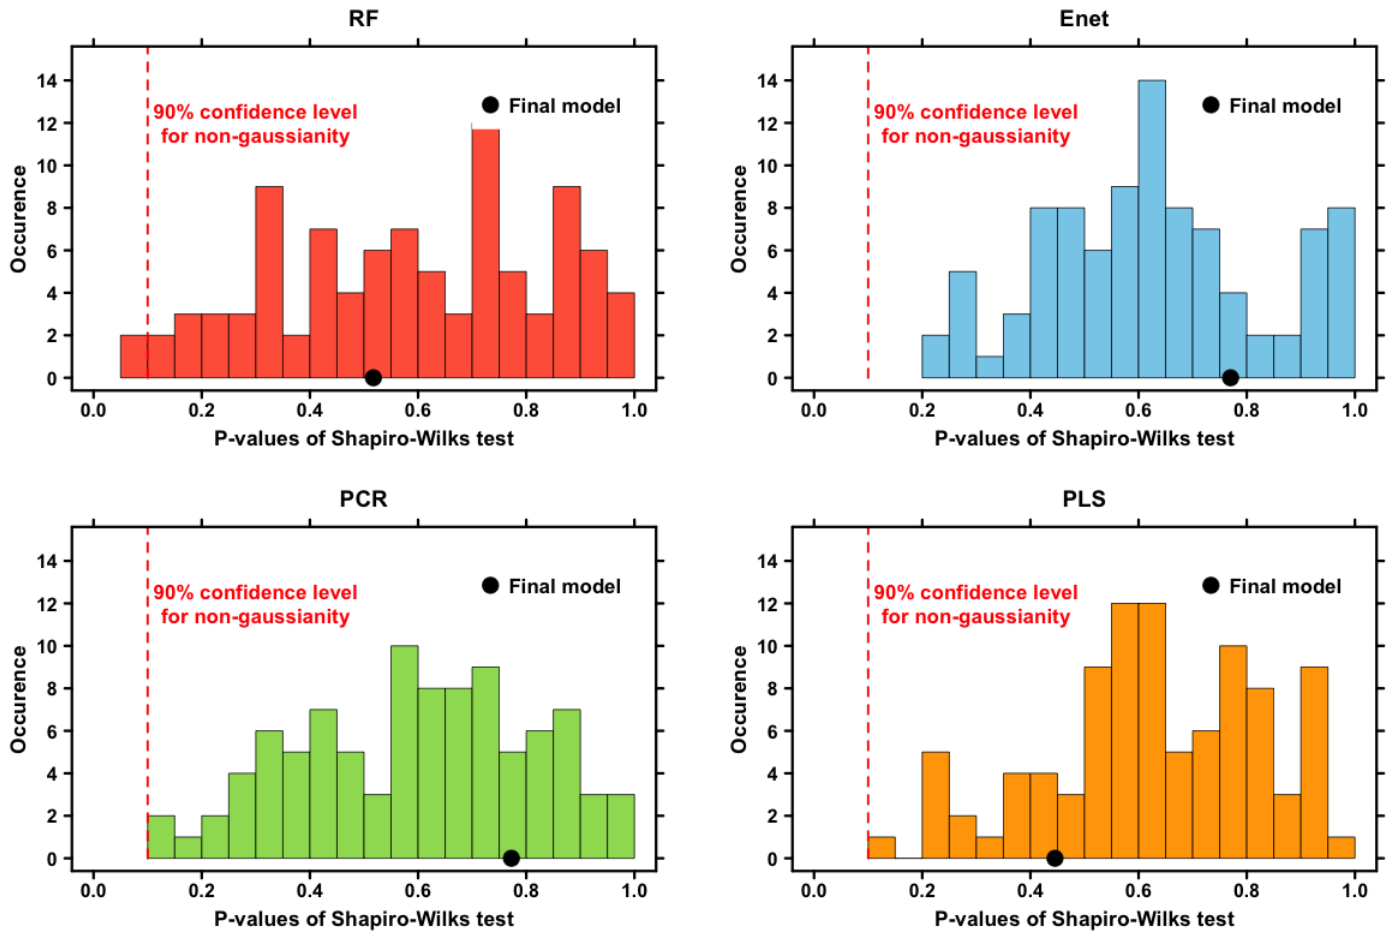 RF
14
12
10
8
6
4
2
0
Occurence
90% confidence level
for non-gaussianity
Final model
0.0 0.2 0.4 0.6 0.8 1.0
P-values of Shapiro-Wilks test
Enet
14
12
10
8
6
4
2
0
Occurence
90% confidence level
for non-gaussianity
Final model
0.0 0.2 0.4 0.6 0.8 1.0
P-values of Shapiro-Wilks test
PCR
14
12
10
8
6
4
2
0
Occurence
90% confidence level
for non-gaussianity
Final model
0.0 0.2 0.4 0.6 0.8 1.0
P-values of Shapiro-Wilks test
PLS
14
12
10
8
6
4
2
0
Occurence
90% confidence level
for non-gaussianity
Final model
0.0 0.2 0.4 0.6 0.8 1.0
P-values of Shapiro-Wilks test